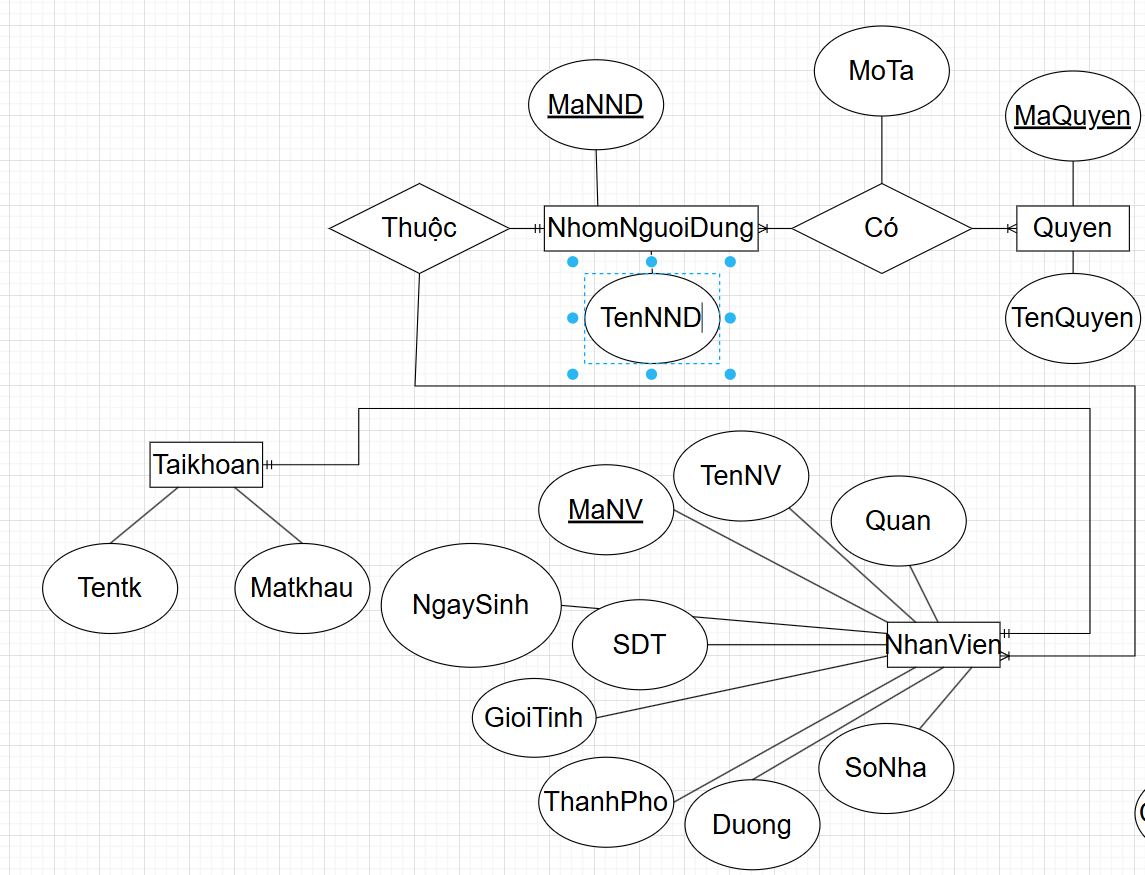 MoTa
MaNND
MaQuyen
Thuộc
NhomNguoiDung
Có
Quyen
TenNND
TenQuyen
Taikhoan
TenNV
MaNV
Quan
Tentk
Matkhau
NgaySinh
SDT
NhanVien
GioiTinh
SoNha
ThanhPho
Duong